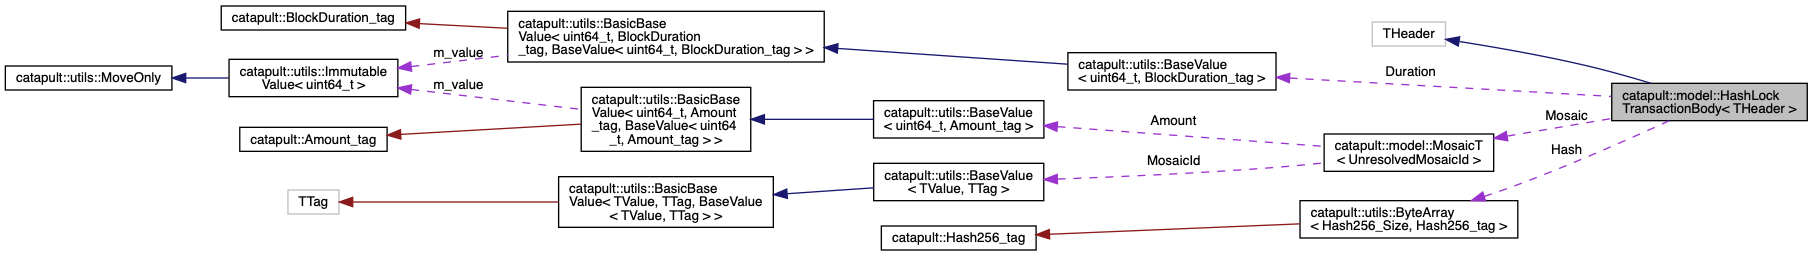 catapult::BlockDuration_tag
catapult::utils::BasicBase
Value< uint64_t, BlockDuration
_tag, BaseValue< uint64_t, BlockDuration_tag > >
THeader
m_value
catapult::utils::MoveOnly
catapult::utils::Immutable
Value< uint64_t >
m_value
catapult::utils::BaseValue
< uint64_t, BlockDuration_tag >
Duration
catapult::model::HashLock
TransactionBody< THeader >
catapult::utils::BasicBase
Value< uint64_t, Amount
_tag, BaseValue< uint64
_t, Amount_tag > >
catapult::Amount_tag
catapult::utils::BaseValue
< uint64_t, Amount_tag >
Amount
Mosaic
catapult::model::MosaicT
< UnresolvedMosaicId >
Hash
MosaicId
catapult::utils::BaseValue
< TValue, TTag >
TTag
catapult::utils::BasicBase
Value< TValue, TTag, BaseValue
< TValue, TTag > >
catapult::utils::ByteArray
< Hash256_Size, Hash256_tag >
catapult::Hash256_tag